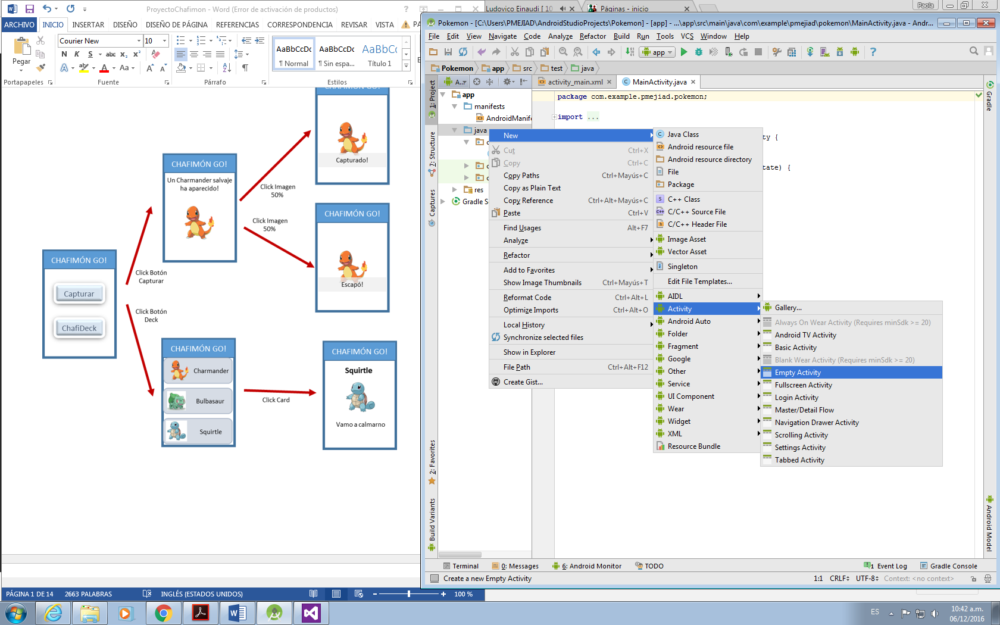 ProyectoChafimon - Word (Error de activación de productos)
ARCHIVO INICIO INSERTAR DISEÑO DISEÑO DE PÁGINA REFERENCIAS CORRESPONDENCIA REVISAR VISTA PA
Pegar
Courier New 10
N K S abc x₂ x² Aa
AaBbCcDc AaBbCcDc AaBbCc
¶ Normal ¶ Sin espa... Título 1
Portapapeles Fuente Párrafo Estilos
CHAFIMÓN GO!
Capturado!
CHAFIMÓN GO!
Un Charmander salvaje
ha aparecido!
Click Imagen
50%
Click Imagen
50%
CHAFIMÓN GO!
Escapó!
CHAFIMÓN GO!
Capturar
ChafiDeck
Click Botón
Capturar
Click Botón
Deck
CHAFIMÓN GO!
Charmander
Bulbasaur
Squirtle
Click Card
CHAFIMÓN GO!
Squirtle
Vamo a calmarno
PÁGINA 1 DE 14 2663 PALABRAS INGLÉS (ESTADOS UNIDOS) 100 %
Ludovico Einaudi [ 10 Páginas - inicio Paola
Pokemon - [C:\Users\PMEJIAD\AndroidStudioProjects\Pokemon] - [app] - ...\app\src\main\java\com\example\pmejiad\pokemon\MainActivity.java - Andr...
File Edit View Navigate Code Analyze Refactor Build Run Tools VCS Window Help
app
Pokemon app src test java
A... activity_main.xml MainActivity.java
1: Project
7: Structure
Captures
2: Favorites
Build Variants
Gradle
Android Model
app
manifests
AndroidManif
java
res
Gradle S
package com.example.pmejiad.pokemon;
import ...
ty {
tate) {
New
Cut Ctrl+X
Copy Ctrl+C
Copy Paths Ctrl+Mayús+C
Copy as Plain Text
Copy Reference Ctrl+Alt+Mayús+C
Paste Ctrl+V
Find Usages Alt+F7
Analyze
Refactor
Add to Favorites
Show Image Thumbnails Ctrl+Mayús+T
Reformat Code Ctrl+Alt+L
Optimize Imports Ctrl+Alt+O
Local History
Synchronize selected files
Show in Explorer
File Path Ctrl+Alt+F12
Create Gist...
Java Class
Android resource file
Android resource directory
File
Package
C++ Class
C/C++ Source File
C/C++ Header File
Image Asset
Vector Asset
Singleton
Edit File Templates...
AIDL
Activity
Android Auto
Folder
Fragment
Google
Other
Service
UI Component
Wear
Widget
XML
Resource Bundle
Gallery...
Always On Wear Activity (Requires minSdk >= 20)
Android TV Activity
Basic Activity
Blank Wear Activity (Requires minSdk >= 20)
Empty Activity
Fullscreen Activity
Login Activity
Master/Detail Flow
Navigation Drawer Activity
Scrolling Activity
Settings Activity
Tabbed Activity
Terminal 0: Messages 6: Android Monitor TODO 1 Event Log Gradle Console
Create a new Empty Activity 1:1 CRLF UTF-8 Context: <no context>
ES 10:42 a.m.
06/12/2016